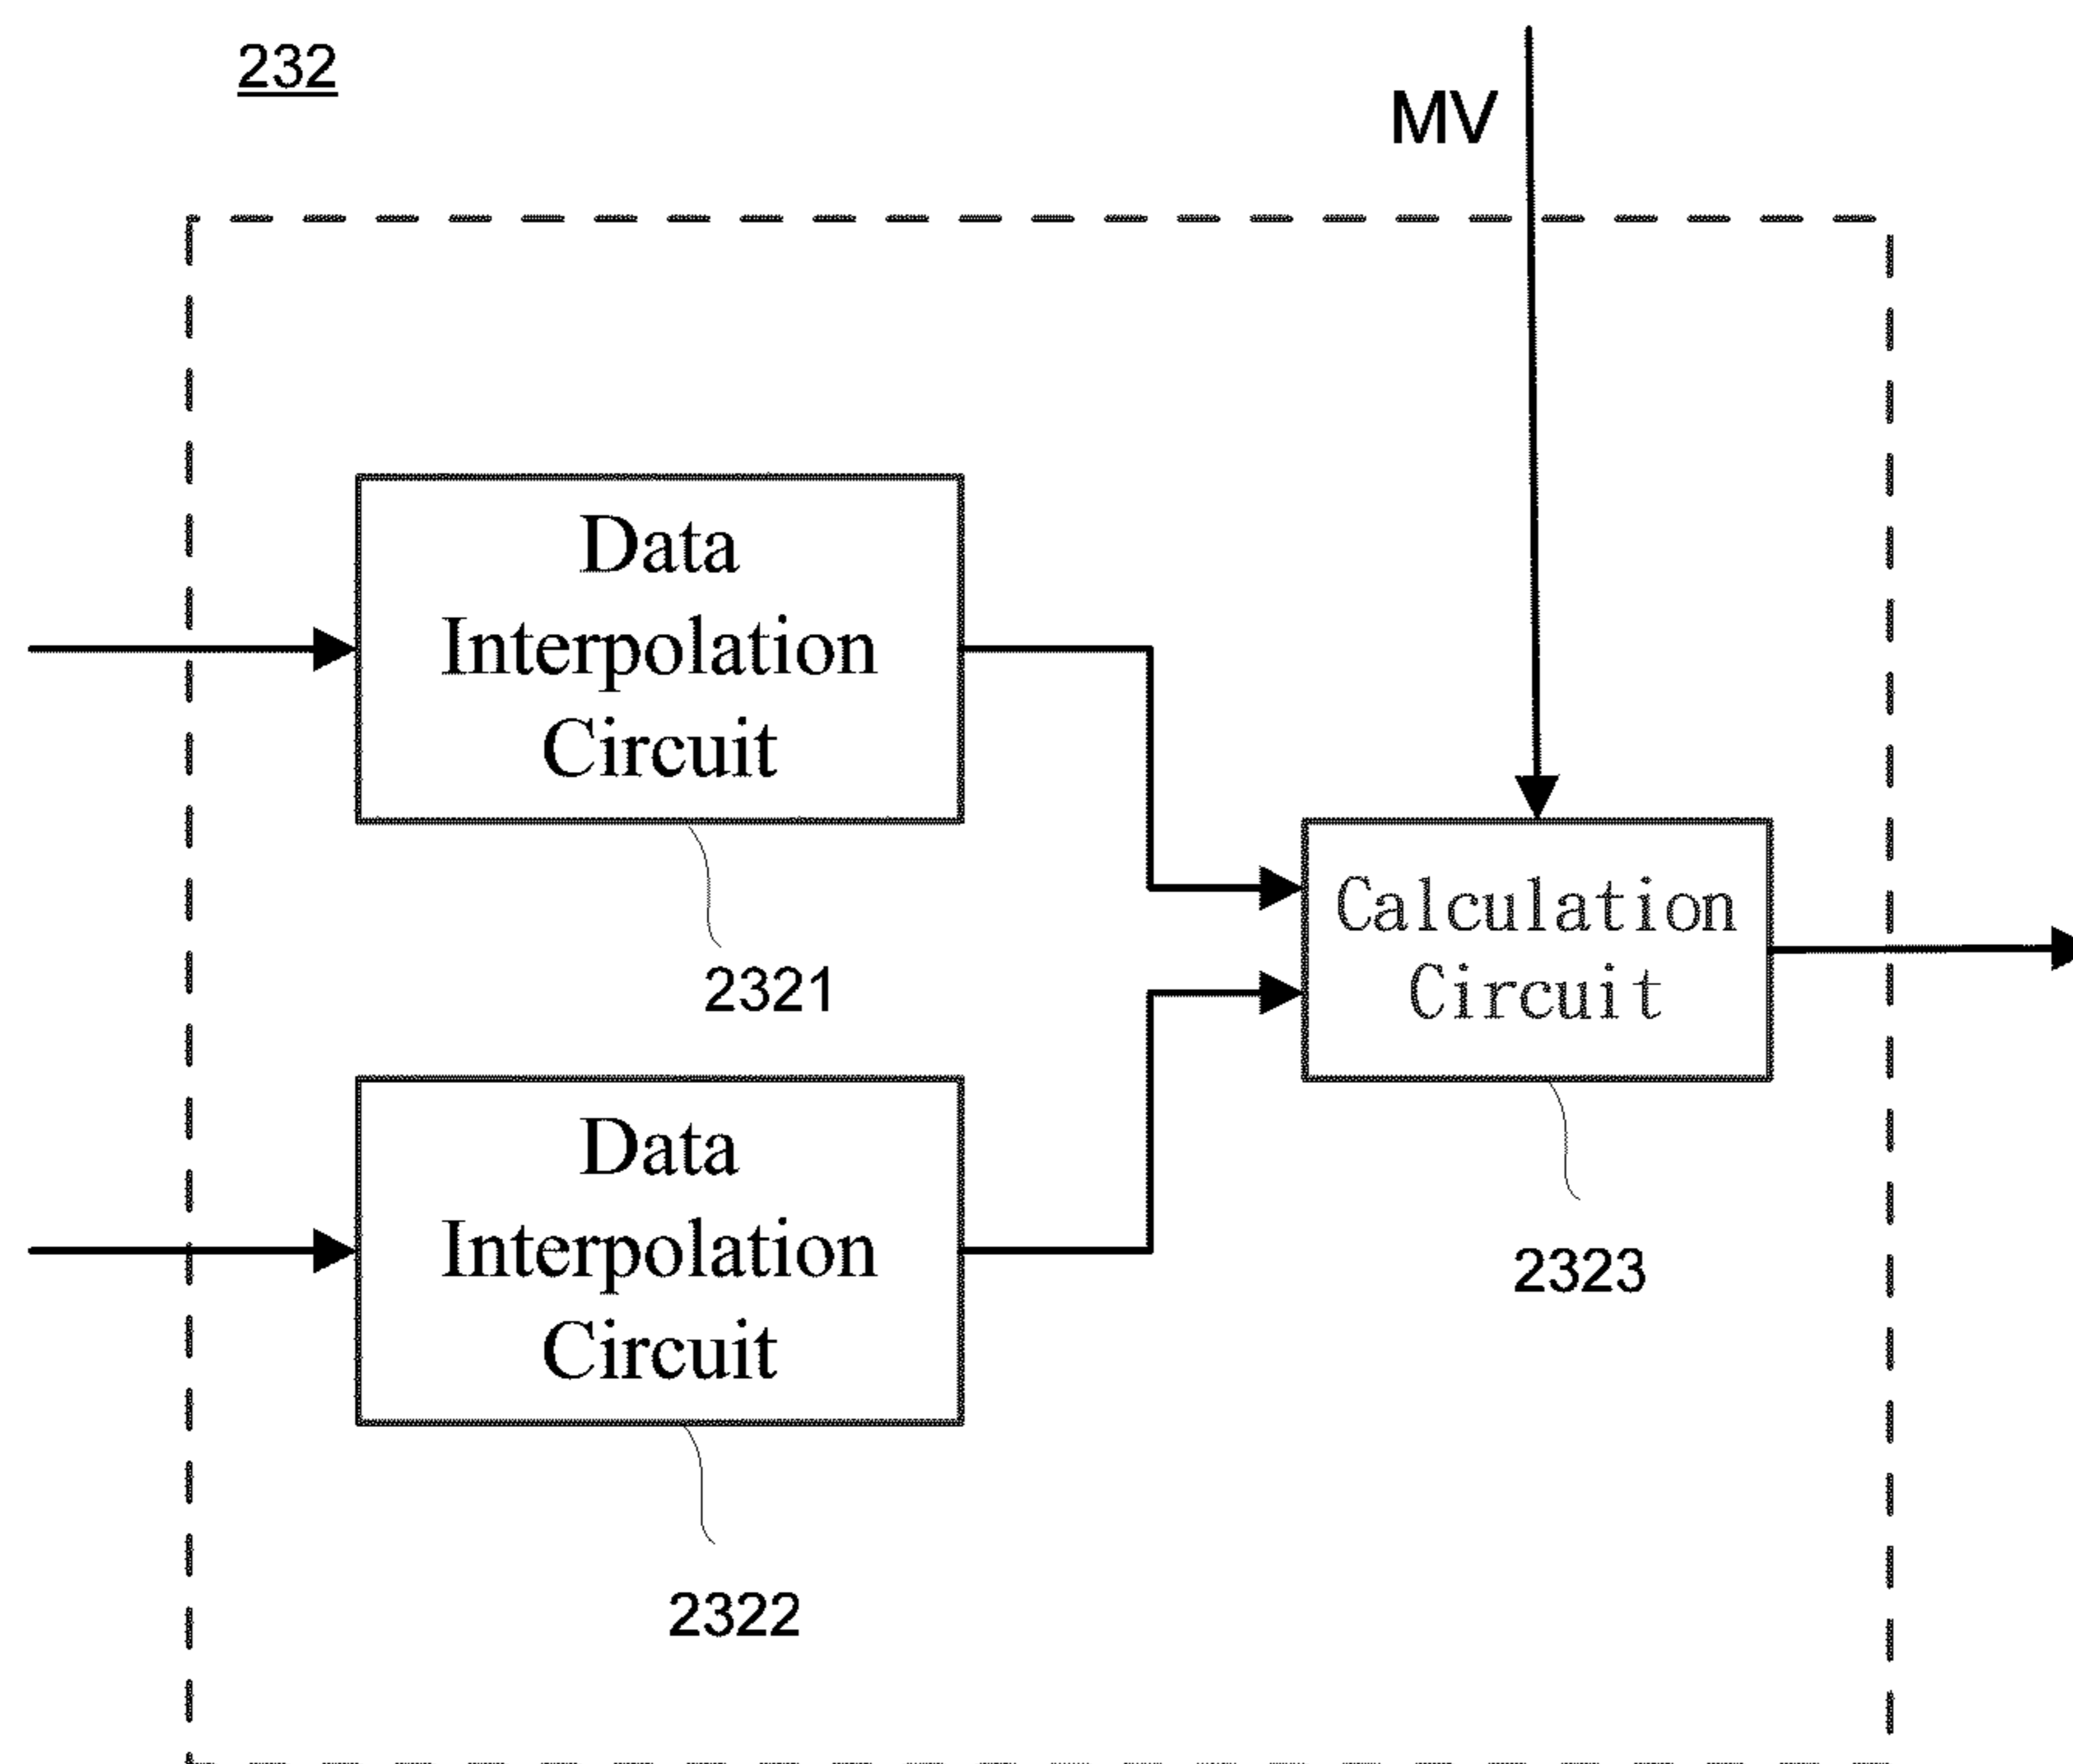 232
MV
Data
Interpolation
Circuit
2321
Calculation
Circuit
2323
Data
Interpolation
Circuit
2322